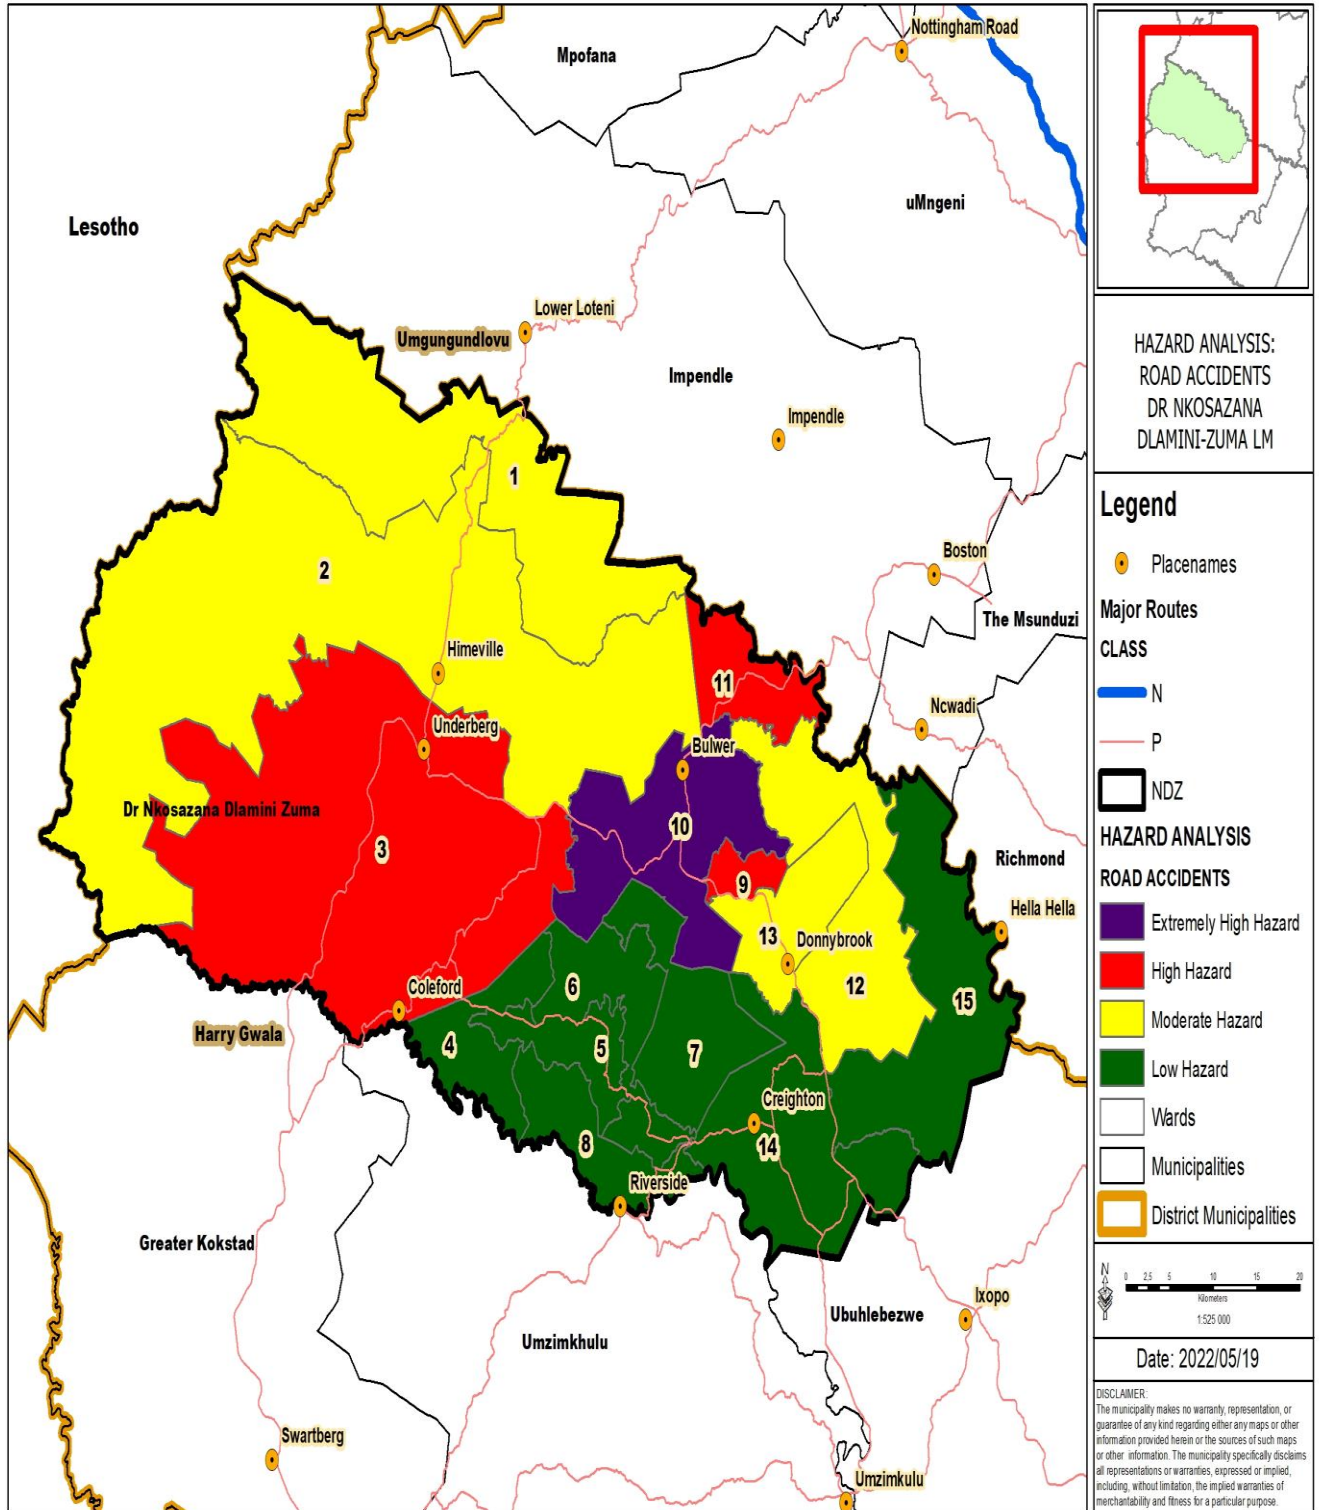 Nottingham Road
Mpofana
uMngeni
Lesotho
Lower Loteni
Umgungundlovu
Impendle
Impendle
1
Boston
2
The Msunduzi
Himeville
11
Ncwadi
Underberg
Bulwer
Dr Nkosazana Dlamini Zuma
10
3
Richmond
9
Hella Hella
13
Donnybrook
6
12
15
Coleford
Harry Gwala
4
5
7
Creighton
8
14
Riverside
Greater Kokstad
Ixopo
Ubuhlebezwe
Umzimkhulu
Swartberg
Umzimkulu
HAZARD ANALYSIS:
ROAD ACCIDENTS
DR NKOSAZANA
DLAMINI-ZUMA LM
Legend
Placenames
Major Routes
CLASS
N
P
NDZ
HAZARD ANALYSIS
ROAD ACCIDENTS
Extremely High Hazard
High Hazard
Moderate Hazard
Low Hazard
Wards
Municipalities
District Municipalities
N
0 2.5 5 10 15 20
Kilometers
1:525 000
Date: 2022/05/19
DISCLAIMER:
The municipality makes no warranty, representation, or
guarantee of any kind regarding either any maps or other
information provided herein or the sources of such maps
or other information. The municipality specifically disclaims
all representations or warranties, expressed or implied,
including, without limitation, the implied warranties of
merchantability and fitness for a particular purpose.